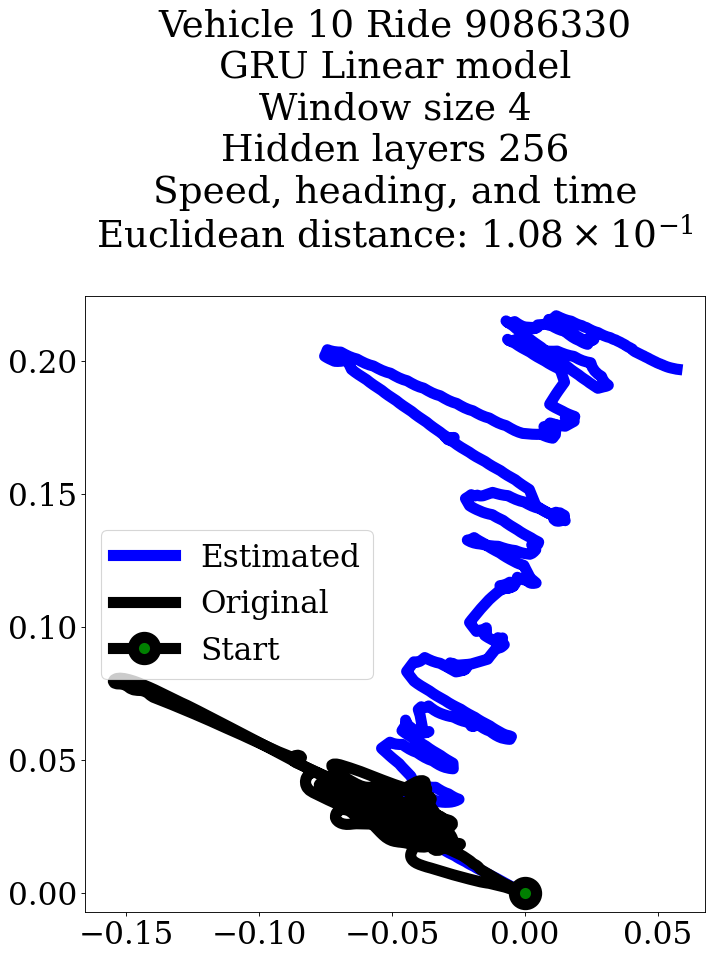 Vehicle 10 Ride 9086330
GRU Linear model
Window size 4
Hidden layers 256
Speed, heading, and time
Euclidean distance: 1.08 × 10⁻¹
0.20
0.15
0.10
0.05
0.00
Estimated
Original
Start
−0.15 −0.10 −0.05 0.00 0.05